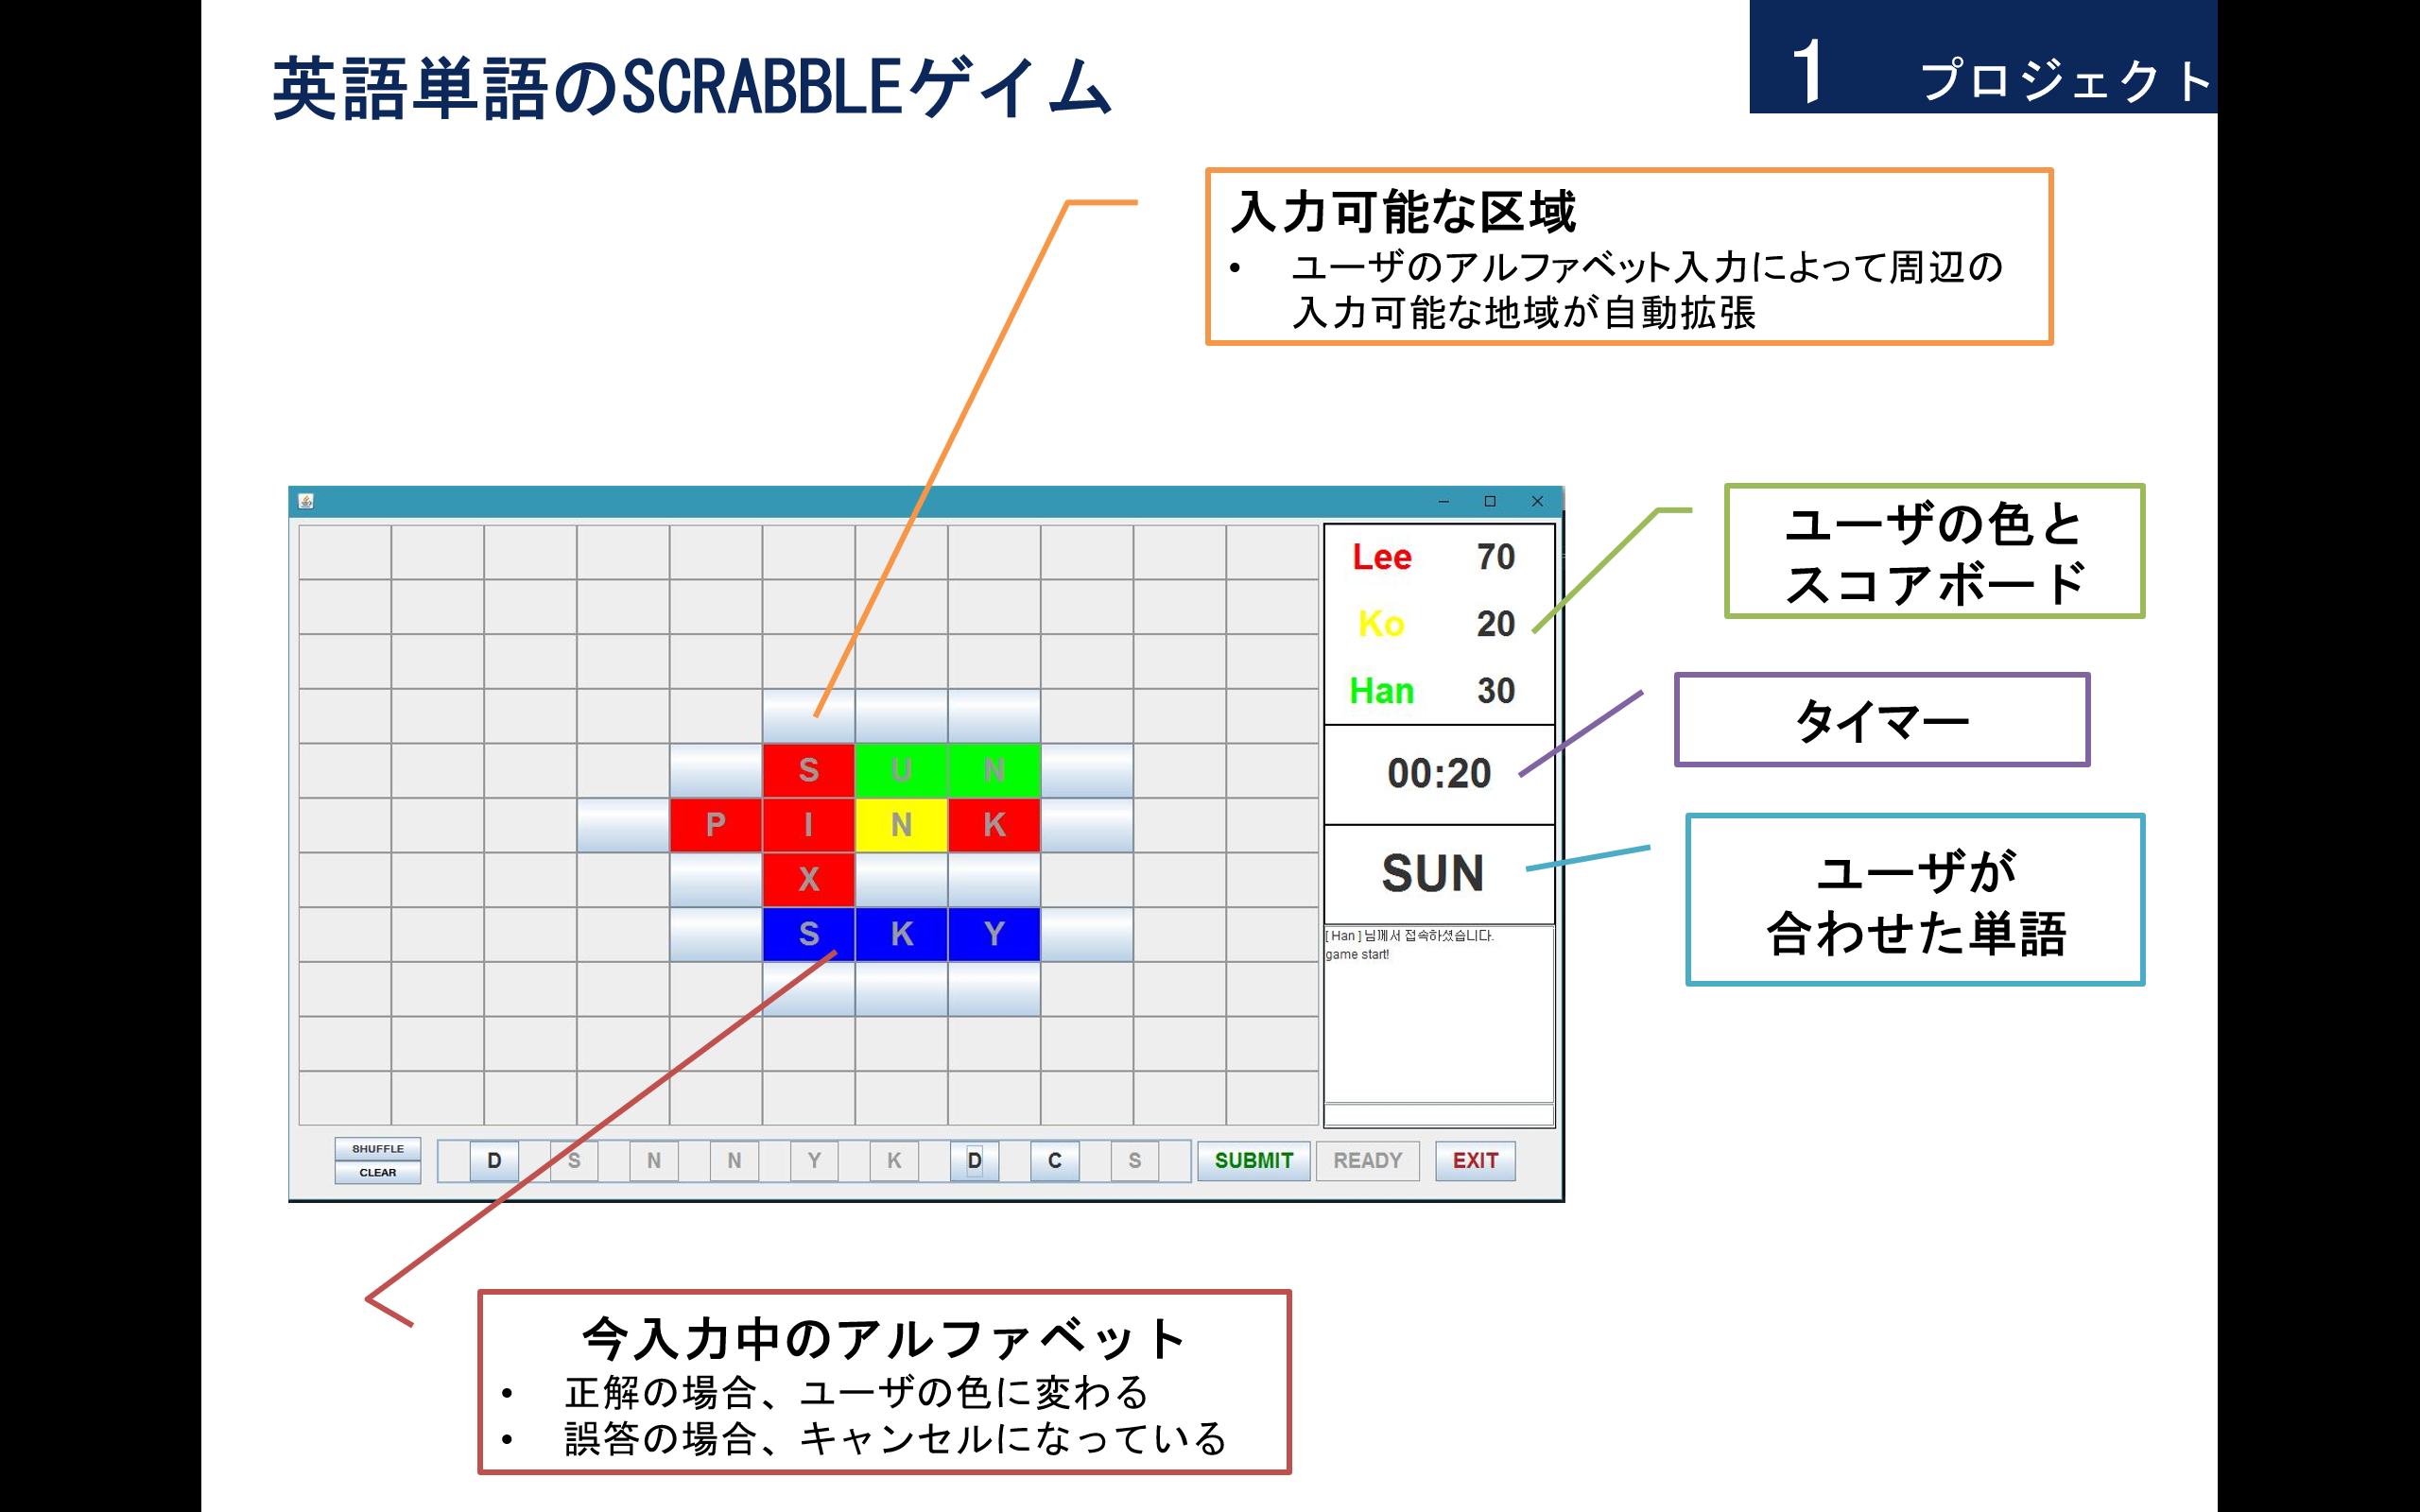 英語単語のSCRABBLEゲイム
1 プロジェクト
入力可能な区域
• ユーザのアルファベット入力によって周辺の
入力可能な地域が自動拡張
ユーザの色と
スコアボード
タイマー
ユーザが
合わせた単語
Lee 70
Ko 20
Han 30
00:20
SUN
[ Han ] 님께서 접속하셨습니다.
game start!
S U N
P I N K
X
S K Y
SHUFFLE
CLEAR
D S N N Y K D C S
SUBMIT READY EXIT
今入力中のアルファベット
• 正解の場合、ユーザの色に変わる
• 誤答の場合、キャンセルになっている